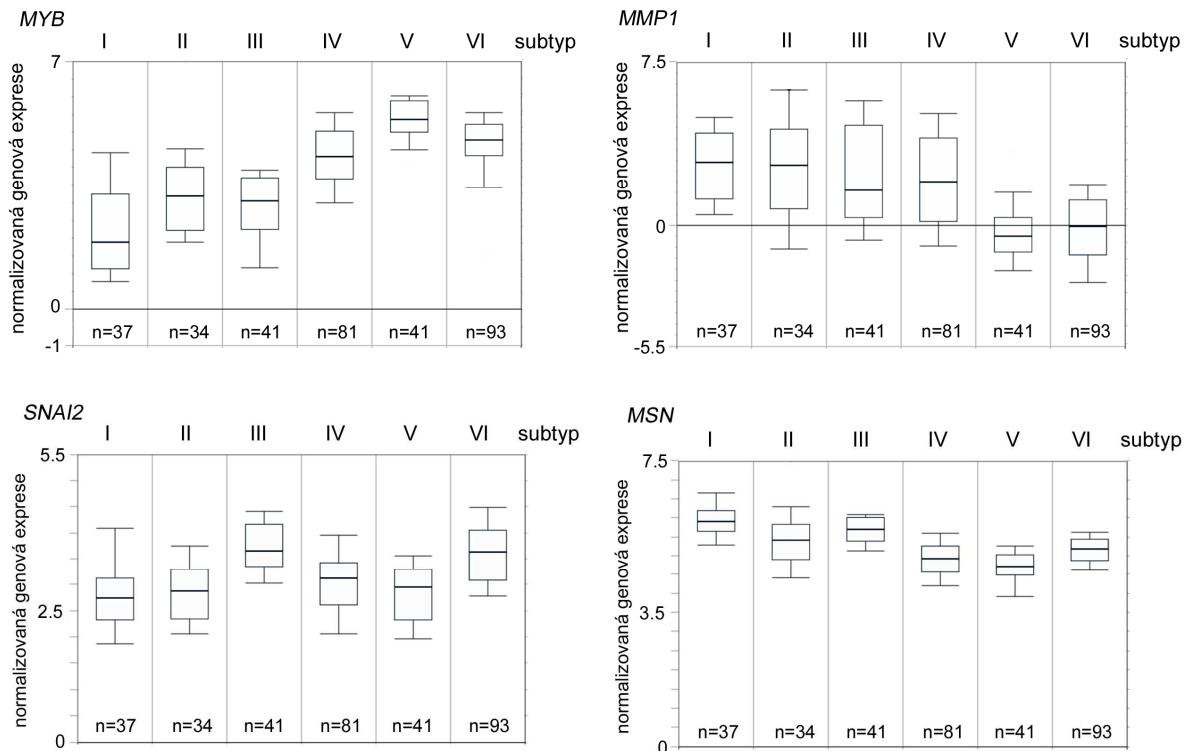 MYB
I II III IV V VI subtyp
normalizovaná genová exprese
7
0
-1
n=37 n=34 n=41 n=81 n=41 n=93
MMP1
I II III IV V VI subtyp
normalizovaná genová exprese
7.5
0
-5.5
n=37 n=34 n=41 n=81 n=41 n=93
SNAI2
I II III IV V VI subtyp
normalizovaná genová exprese
5.5
2.5
0
n=37 n=34 n=41 n=81 n=41 n=93
MSN
I II III IV V VI subtyp
normalizovaná genová exprese
7.5
3.5
0
n=37 n=34 n=41 n=81 n=41 n=93